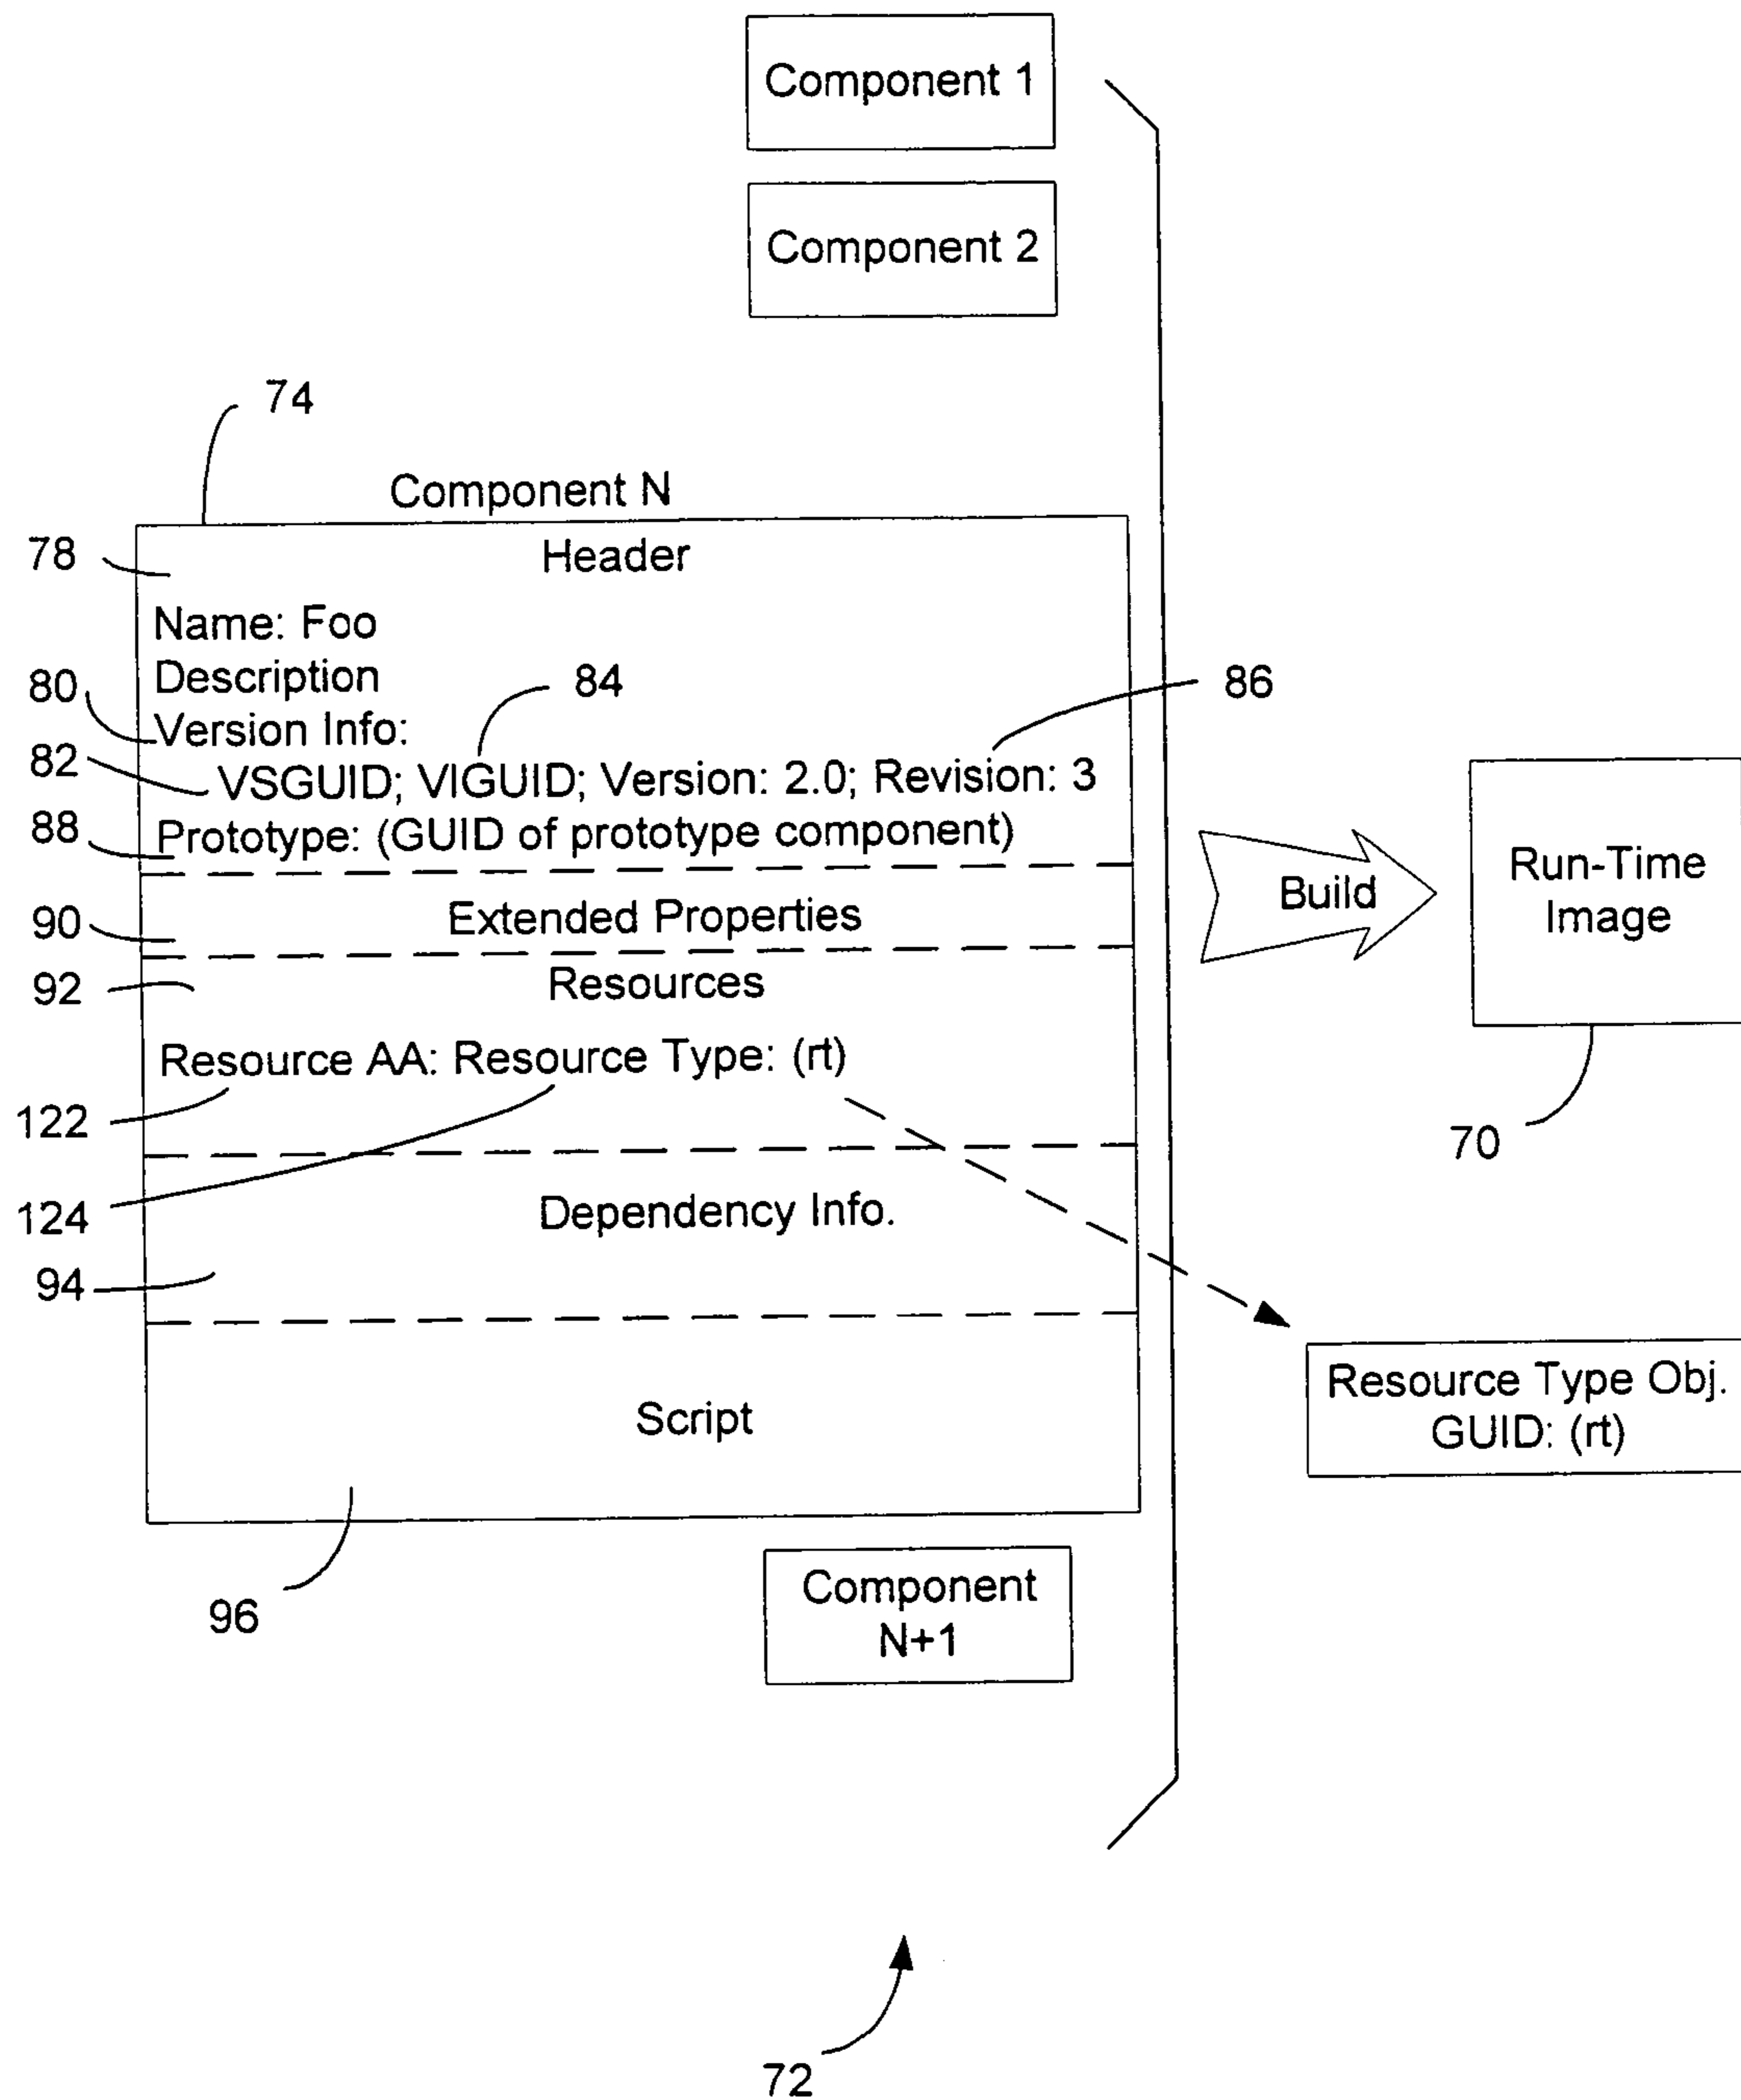 Component 1
Component 2
74
Component N
78
Header
Name: Foo
Description
80
84
86
Version Info:
82
VSGUID; VIGUID; Version: 2.0; Revision: 3
88
Prototype: (GUID of prototype component)
90
Extended Properties
92
Resources
Resource AA: Resource Type: (rt)
122
124
Dependency Info.
94
Script
96
Component
N+1
Build
Run-Time
Image
70
Resource Type Obj.
GUID: (rt)
72